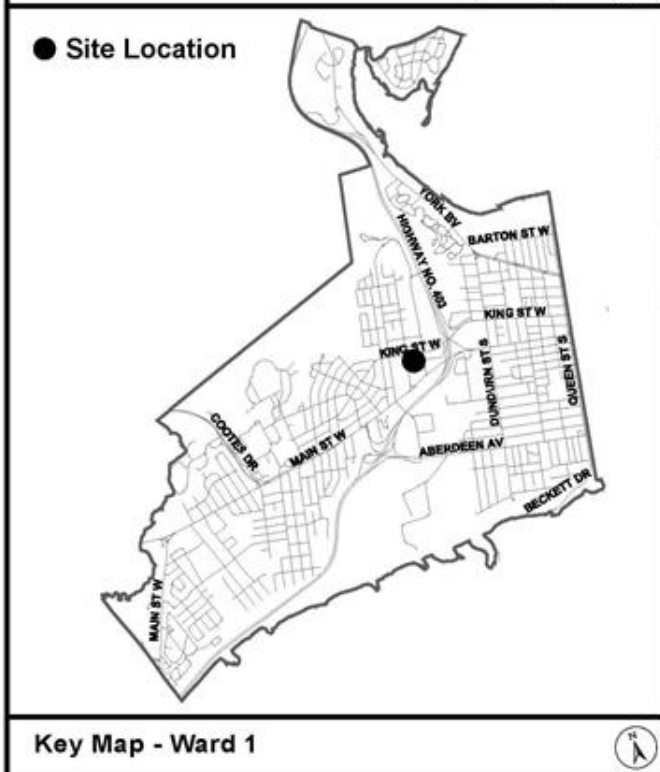 Site Location
YORK BV
BARTON ST W
HIGHWAY NO. 403
KING ST W
KING ST W
DUNDURN ST S
QUEEN ST S
COOTES DR
MAIN ST W
ABERDEEN AV
BECKETT DR
MAIN ST W
Key Map - Ward 1
N